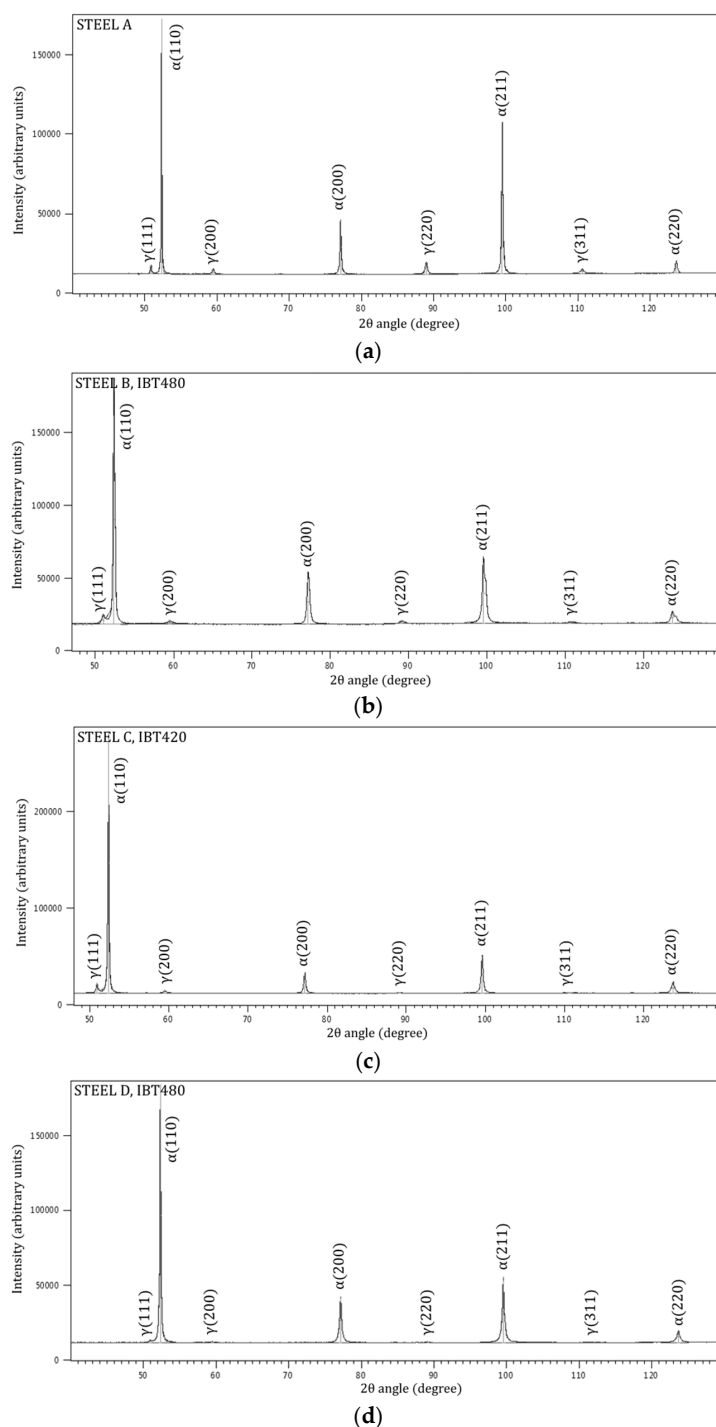 STEEL A
Intensity (arbitrary units)
150000
100000
50000
0
γ(111)
α(110)
γ(200)
α(200)
γ(220)
α(211)
γ(311)
α(220)
50 60 70 80 90 100 110 120
2θ angle (degree)
(a)
STEEL B, IBT480
Intensity (arbitrary units)
150000
100000
50000
0
γ(111)
α(110)
γ(200)
α(200)
γ(220)
α(211)
γ(311)
α(220)
50 60 70 80 90 100 110 120
2θ angle (degree)
(b)
STEEL C, IBT420
Intensity (arbitrary units)
200000
100000
0
γ(111)
α(110)
γ(200)
α(200)
γ(220)
α(211)
γ(311)
α(220)
50 60 70 80 90 100 110 120
2θ angle (degree)
(c)
STEEL D, IBT480
Intensity (arbitrary units)
150000
100000
50000
0
γ(111)
α(110)
γ(200)
α(200)
γ(220)
α(211)
γ(311)
α(220)
50 60 70 80 90 100 110 120
2θ angle (degree)
(d)